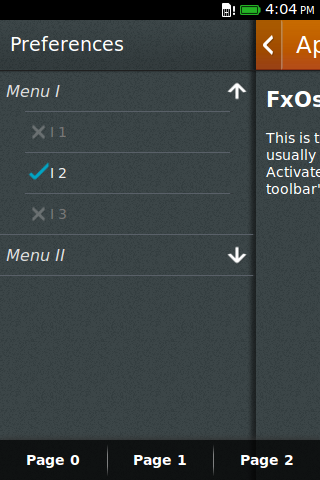 4:04 PM
Preferences
Menu I
I 1
I 2
I 3
Menu II
Ap
FxOs
This is t
usually
Activate
toolbar'
Page 0
Page 1
Page 2